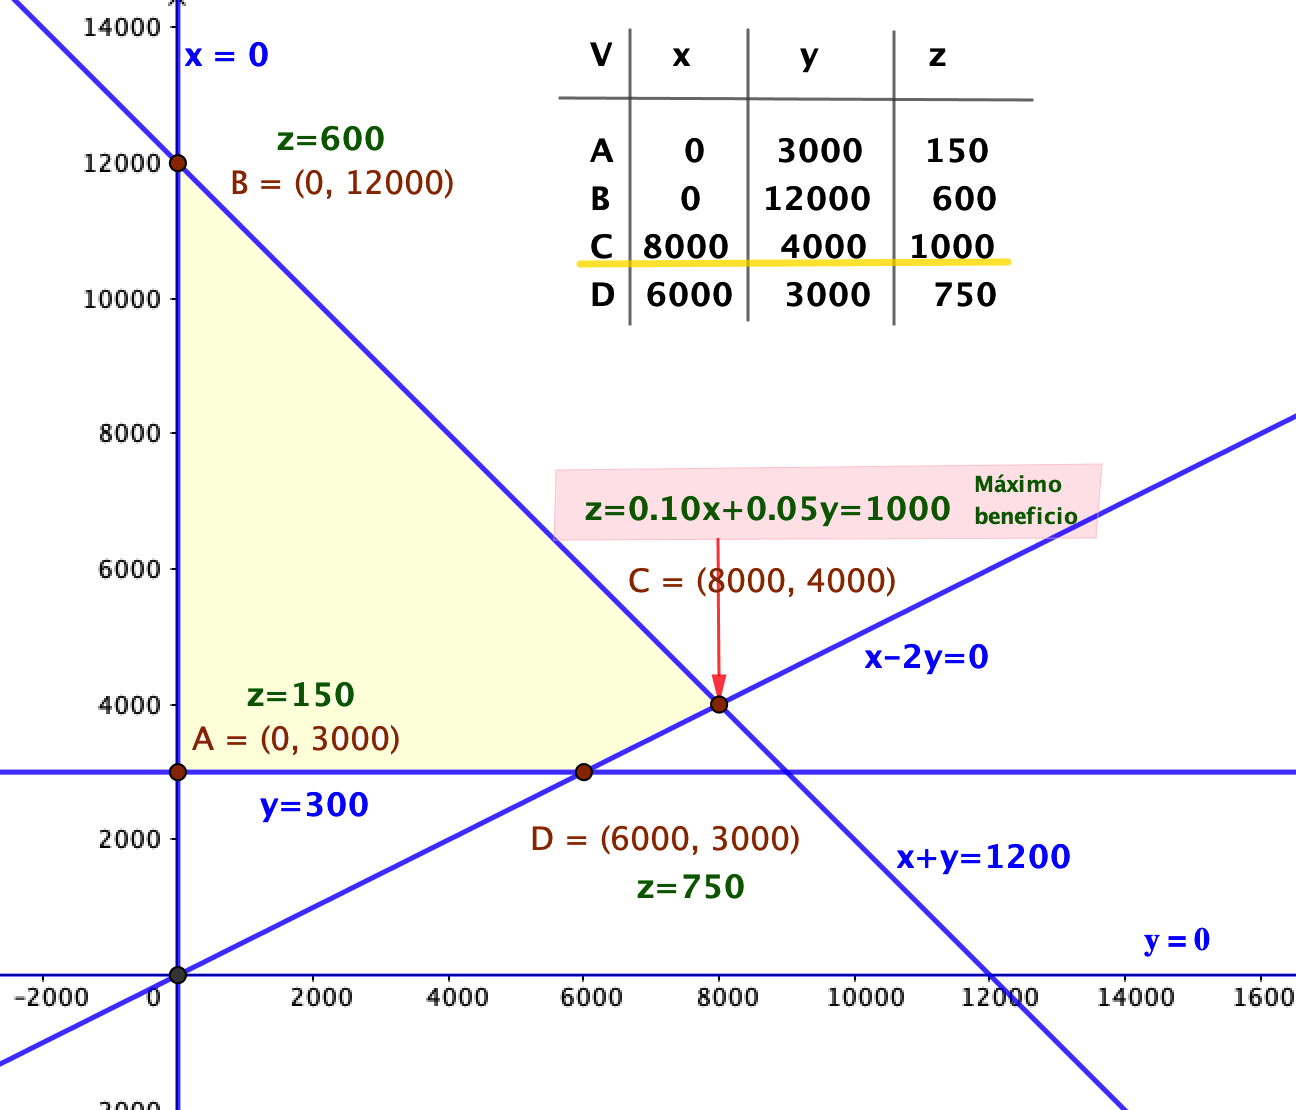 14000
x = 0
V x y z
z=600
B = (0, 12000)
12000
A 0 3000 150
B 0 12000 600
C 8000 4000 1000
D 6000 3000 750
10000
8000
z=0.10x+0.05y=1000
Máximo
beneficio
6000
C = (8000, 4000)
x–2y=0
z=150
4000
A = (0, 3000)
y=300
2000
D = (6000, 3000)
z=750
x+y=1200
y = 0
-2000 0 2000 4000 6000 8000 10000 12000 14000